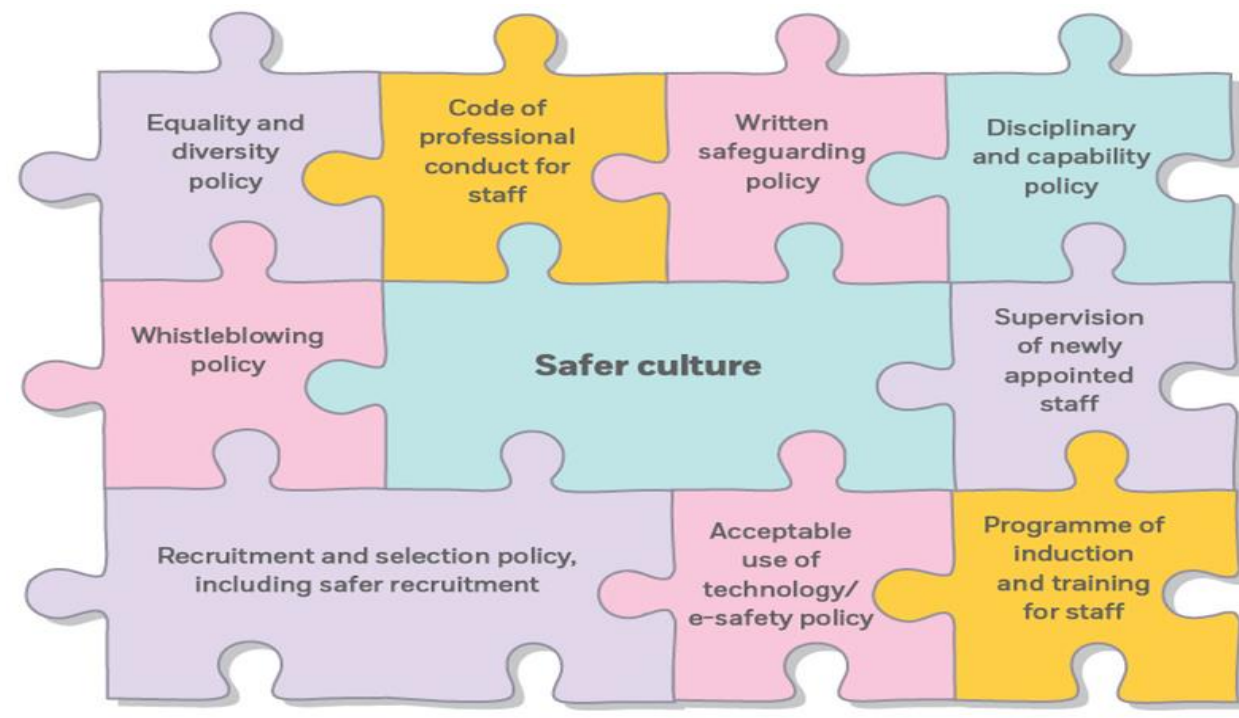 Equality and
diversity
policy
Code of
professional
conduct for
staff
Written
safeguarding
policy
Disciplinary
and capability
policy
Whistleblowing
policy
Safer culture
Supervision
of newly
appointed
staff
Recruitment and selection policy,
including safer recruitment
Acceptable
use of
technology/
e-safety policy
Programme of
induction
and training
for staff